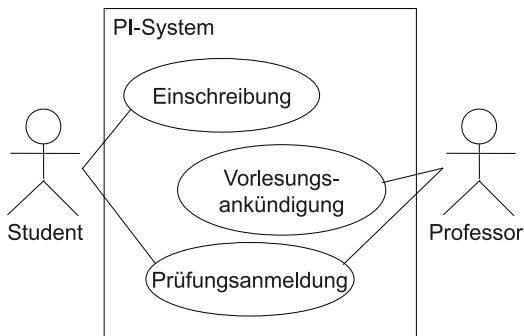 PI-System
Einschreibung
Vorlesungs-
ankündigung
Student
Professor
Prüfungsanmeldung